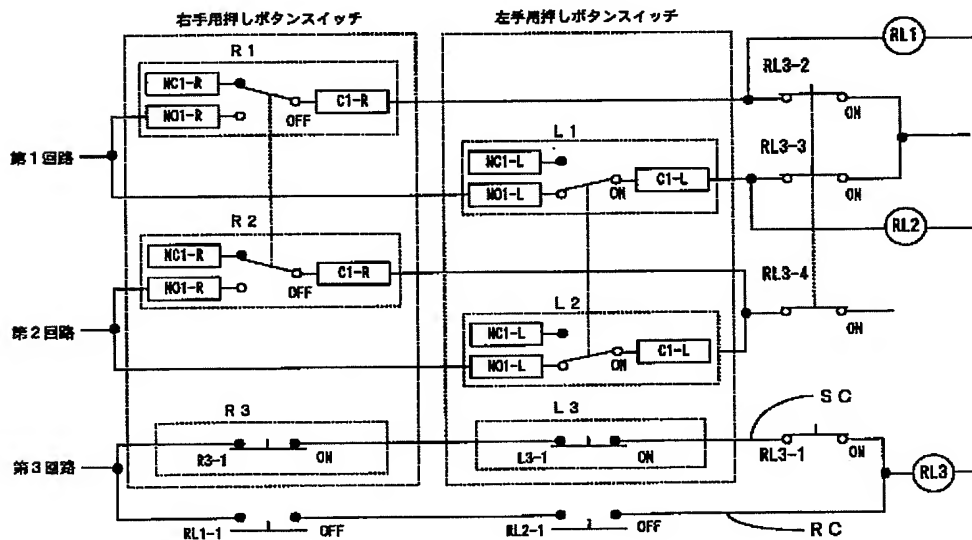 右手用押しボタンスイッチ
左手用押しボタンスイッチ
R1
NC1-R
NO1-R
OFF
C1-R
RL1
RL3-2
ON
第1回路
L1
NC1-L
NO1-L
ON
C1-L
RL3-3
ON
RL2
R2
NC1-R
NO1-R
OFF
C1-R
RL3-4
ON
第2回路
L2
NC1-L
NO1-L
ON
C1-L
R3
R3-1
ON
L3
L3-1
ON
SC
RL3-1
ON
第3回路
RL3
RL1-1
OFF
RL2-1
OFF
RC